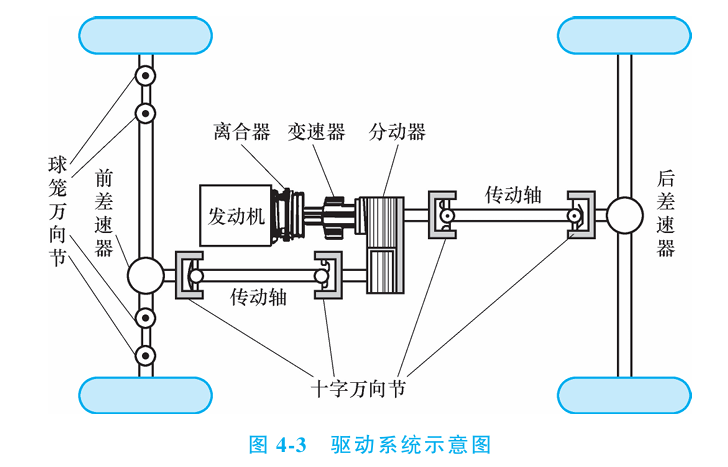 离合器 变速器 分动器
球笼万向节
前差速器
发动机
传动轴
后差速器
传动轴
十字万向节
图 4-3 驱动系统示意图